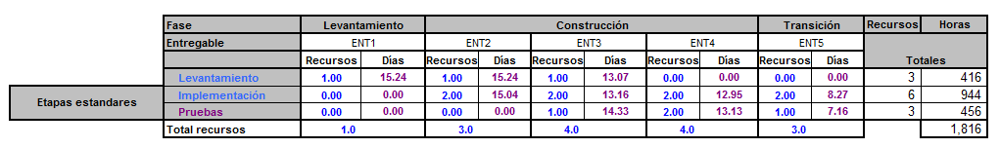 Fase Levantamiento Construcción Transición Recursos Horas
Entregable ENT1 ENT2 ENT3 ENT4 ENT5 Totales
Recursos Días Recursos Días Recursos Días Recursos Días Recursos Días
Levantamiento 1.00 15.24 1.00 15.24 1.00 13.07 0.00 0.00 0.00 0.00 3 416
Etapas estandares Implementación 0.00 0.00 2.00 15.04 2.00 13.16 2.00 12.95 2.00 8.27 6 944
Pruebas 0.00 0.00 0.00 0.00 1.00 14.33 2.00 13.13 1.00 7.16 3 456
Total recursos 1.0 3.0 4.0 4.0 3.0 1,816